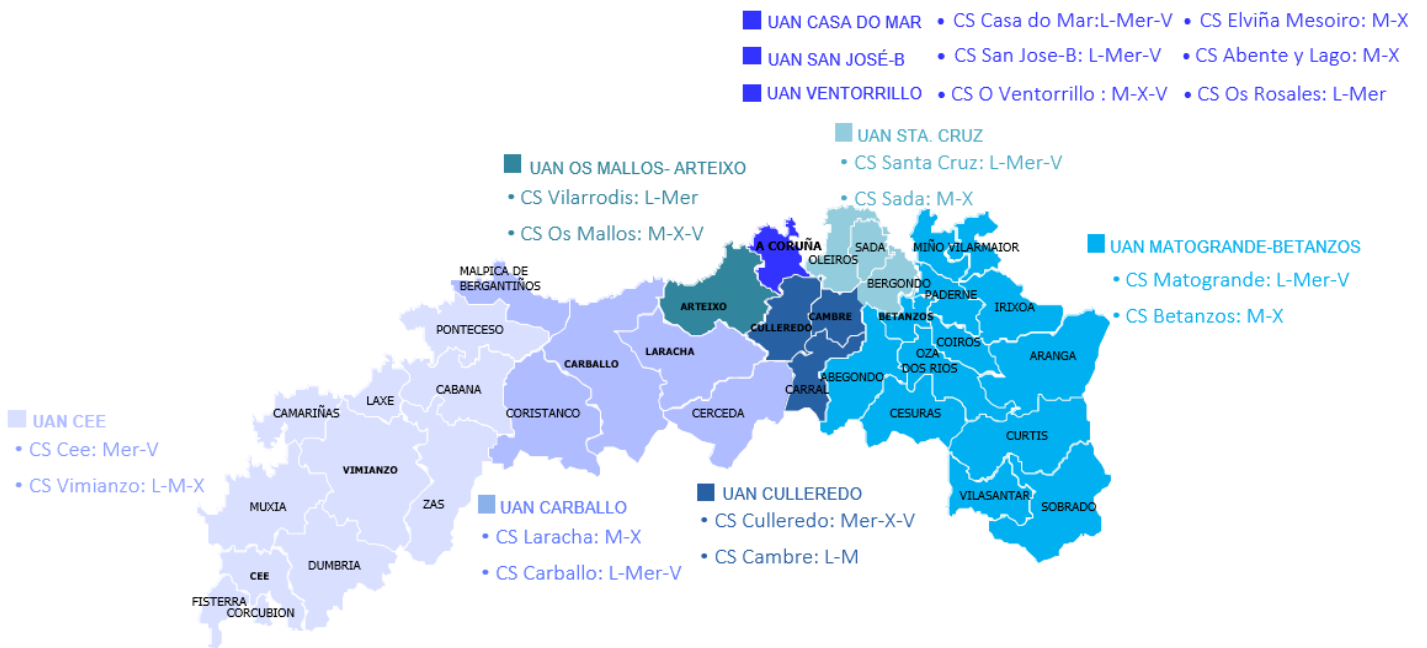 UAN CASA DO MAR • CS Casa do Mar:L-Mer-V • CS Elviña Mesoiro: M-X
UAN SAN JOSÉ-B • CS San Jose-B: L-Mer-V • CS Abente y Lago: M-X
UAN VENTORRILLO • CS O Ventorrillo : M-X-V • CS Os Rosales: L-Mer
UAN STA. CRUZ
• CS Santa Cruz: L-Mer-V
• CS Sada: M-X
UAN OS MALLOS- ARTEIXO
• CS Vilarrodis: L-Mer
• CS Os Mallos: M-X-V
UAN MATOGRANDE-BETANZOS
• CS Matogrande: L-Mer-V
• CS Betanzos: M-X
A CORUÑA
OLEIROS
SADA
BERGONDO
MIÑO
VILARMAIOR
PADERNE
IRIXOA
BETANZOS
COIROS
OZA
DOS RIOS
ARANGA
ABEGONDO
CESURAS
CURTIS
VILASANTAR
SOBRADO
MALPICA DE
BERGANTIÑOS
ARTEIXO
CULLEREDO
CAMBRE
CARRAL
PONTECESO
CARBALLO
LARACHA
CABANA
LAXE
CORISTANCO
CERCEDA
CAMARIÑAS
VIMIANZO
ZAS
MUXIA
DUMBRIA
CEE
FISTERRA
CORCUBION
UAN CEE
• CS Cee: Mer-V
• CS Vimianzo: L-M-X
UAN CARBALLO
• CS Laracha: M-X
• CS Carballo: L-Mer-V
UAN CULLEREDO
• CS Culleredo: Mer-X-V
• CS Cambre: L-M